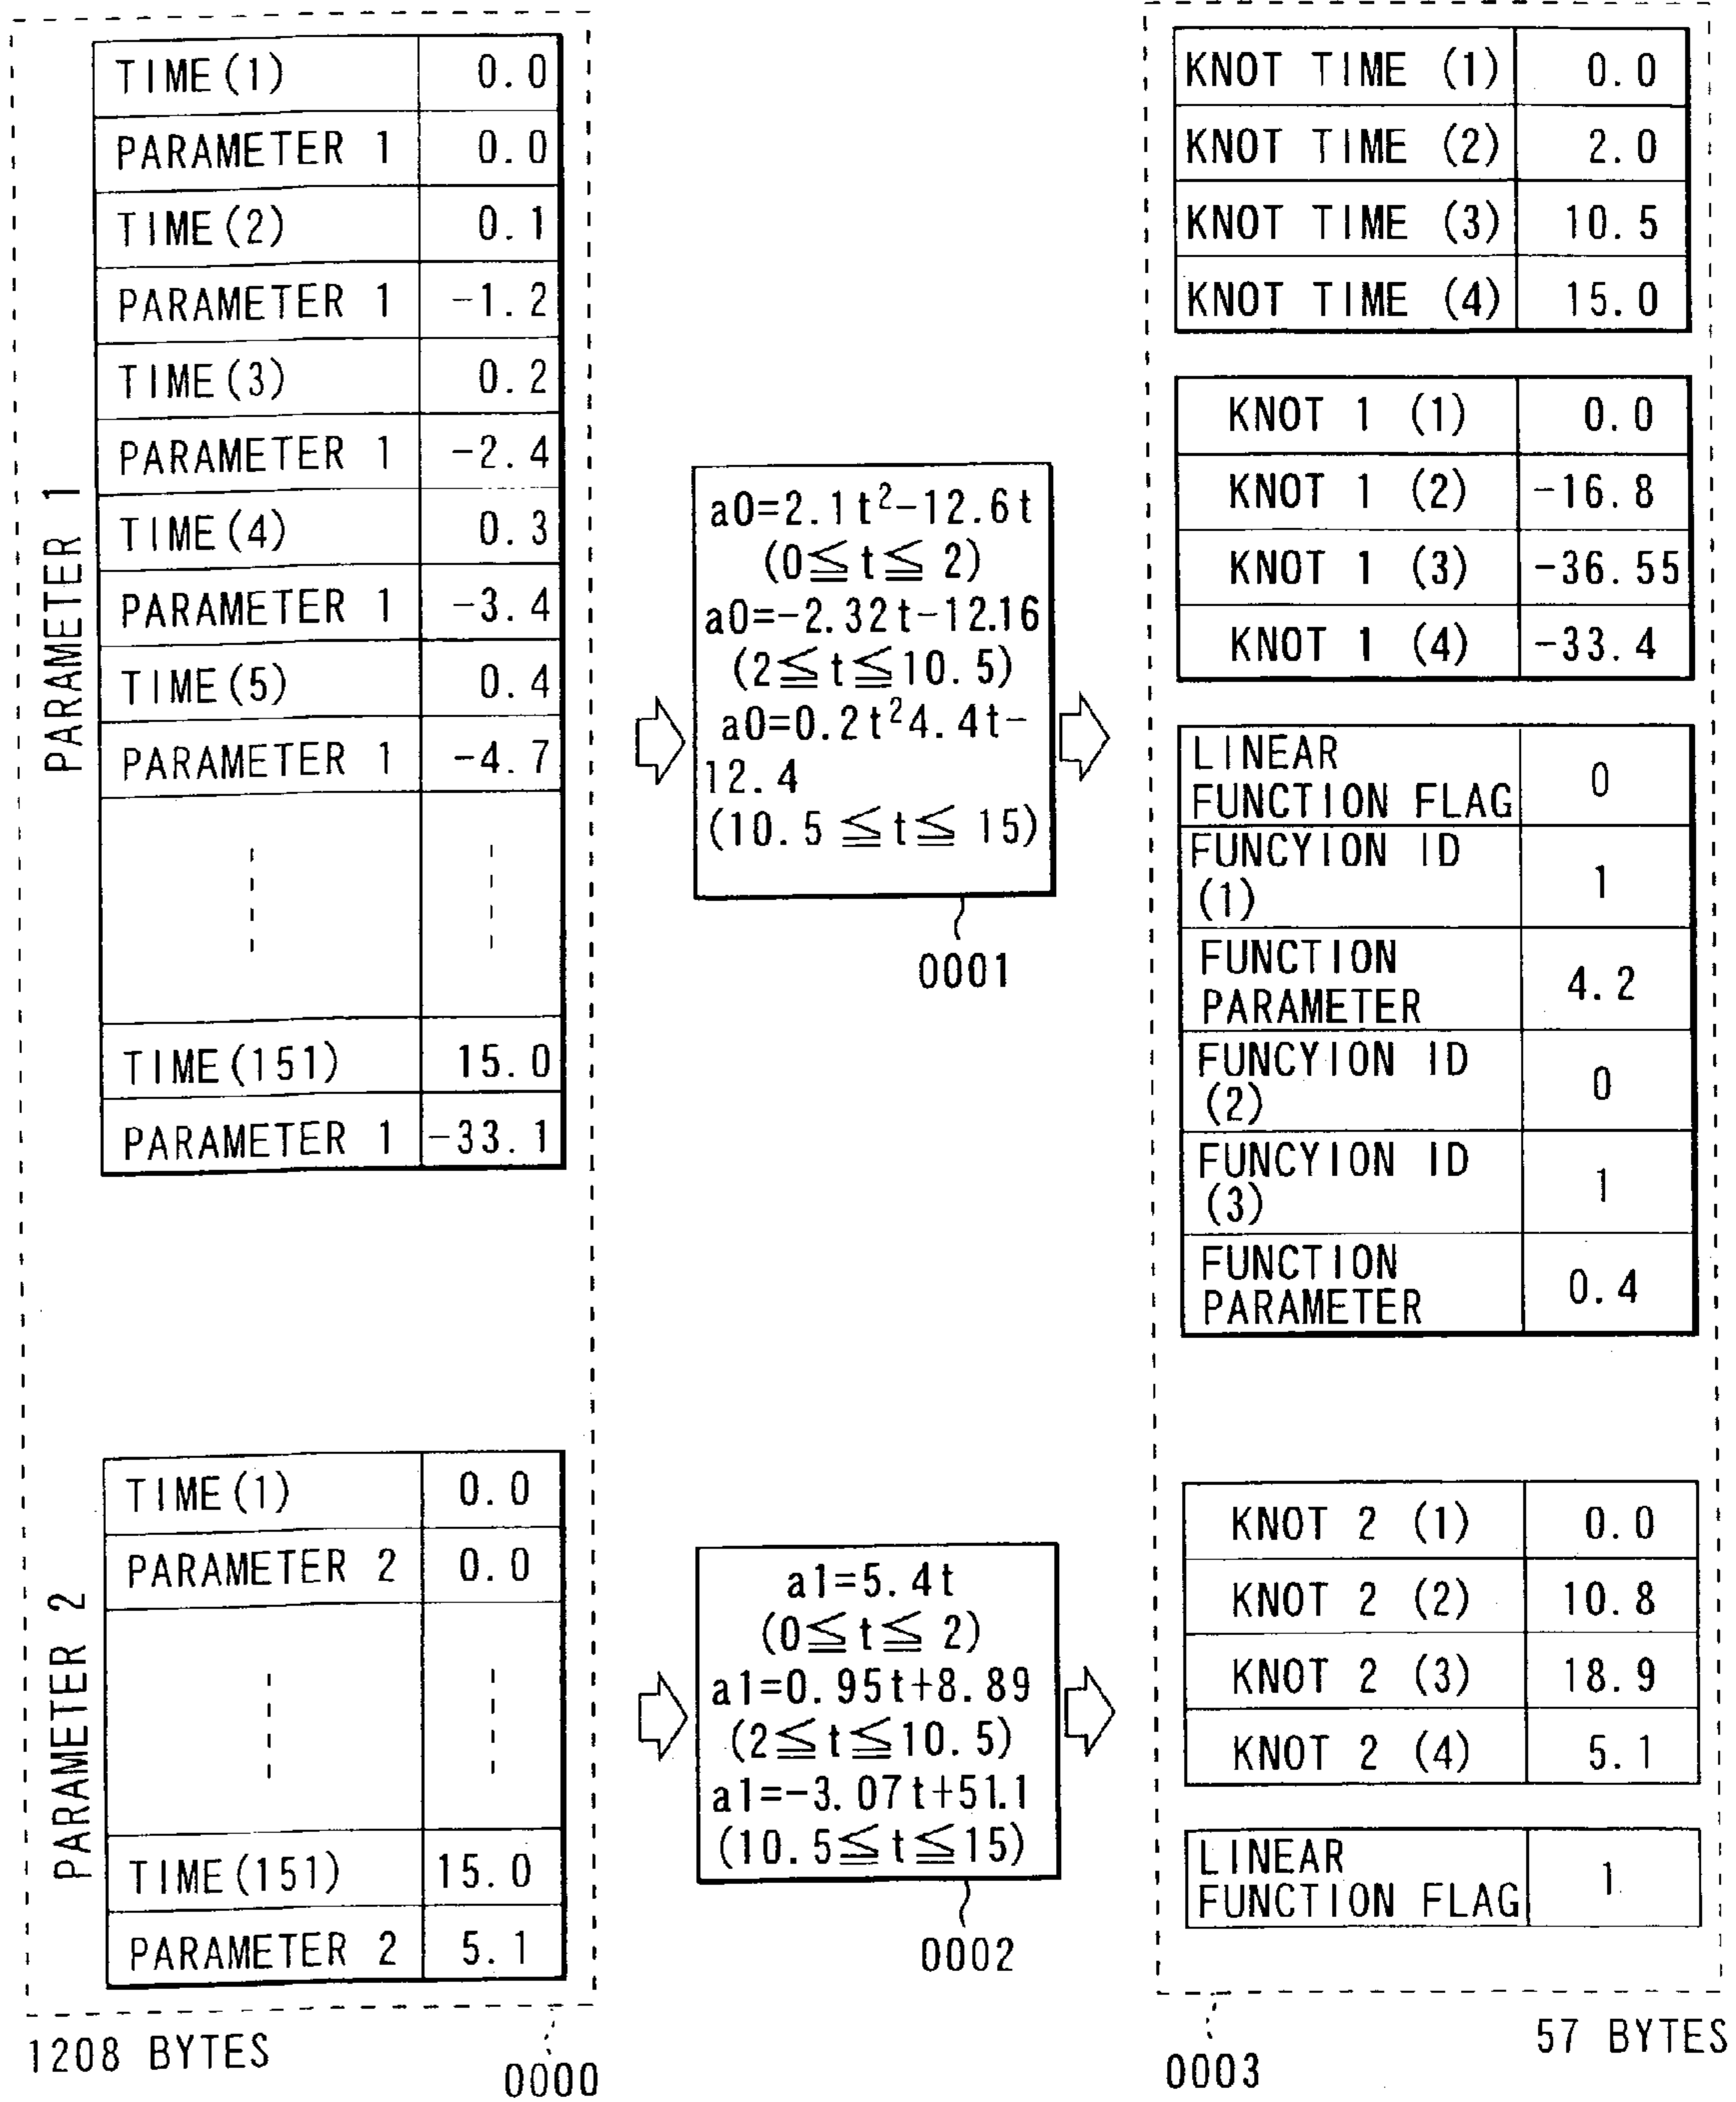 PARAMETER 1
TIME(1) 0.0
PARAMETER 1 0.0
TIME(2) 0.1
PARAMETER 1 -1.2
TIME(3) 0.2
PARAMETER 1 -2.4
TIME(4) 0.3
PARAMETER 1 -3.4
TIME(5) 0.4
PARAMETER 1 -4.7
TIME(151) 15.0
PARAMETER 1 -33.1
PARAMETER 2
TIME(1) 0.0
PARAMETER 2 0.0
TIME(151) 15.0
PARAMETER 2 5.1
1208 BYTES
0000
a0=2.1t²-12.6t
(0≦t≦2)
a0=-2.32t-12.16
(2≦t≦10.5)
a0=0.2t²4.4t-
12.4
(10.5≦t≦15)
0001
a1=5.4t
(0≦t≦2)
a1=0.95t+8.89
(2≦t≦10.5)
a1=-3.07t+51.1
(10.5≦t≦15)
0002
KNOT TIME (1) 0.0
KNOT TIME (2) 2.0
KNOT TIME (3) 10.5
KNOT TIME (4) 15.0
KNOT 1 (1) 0.0
KNOT 1 (2) -16.8
KNOT 1 (3) -36.55
KNOT 1 (4) -33.4
LINEAR
FUNCTION FLAG 0
FUNCYION ID
(1) 1
FUNCTION
PARAMETER 4.2
FUNCYION ID
(2) 0
FUNCYION ID
(3) 1
FUNCTION
PARAMETER 0.4
KNOT 2 (1) 0.0
KNOT 2 (2) 10.8
KNOT 2 (3) 18.9
KNOT 2 (4) 5.1
LINEAR
FUNCTION FLAG 1
0003
57 BYTES